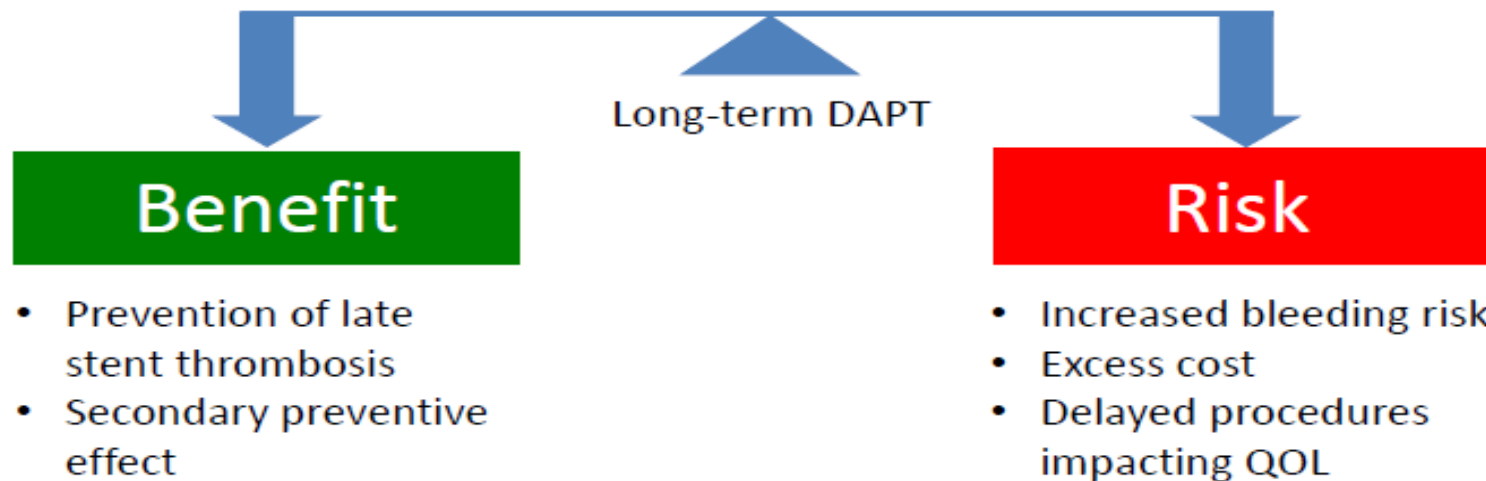 Long-term DAPT
Benefit
• Prevention of late
stent thrombosis
• Secondary preventive
effect
Risk
• Increased bleeding risk
• Excess cost
• Delayed procedures
impacting QOL